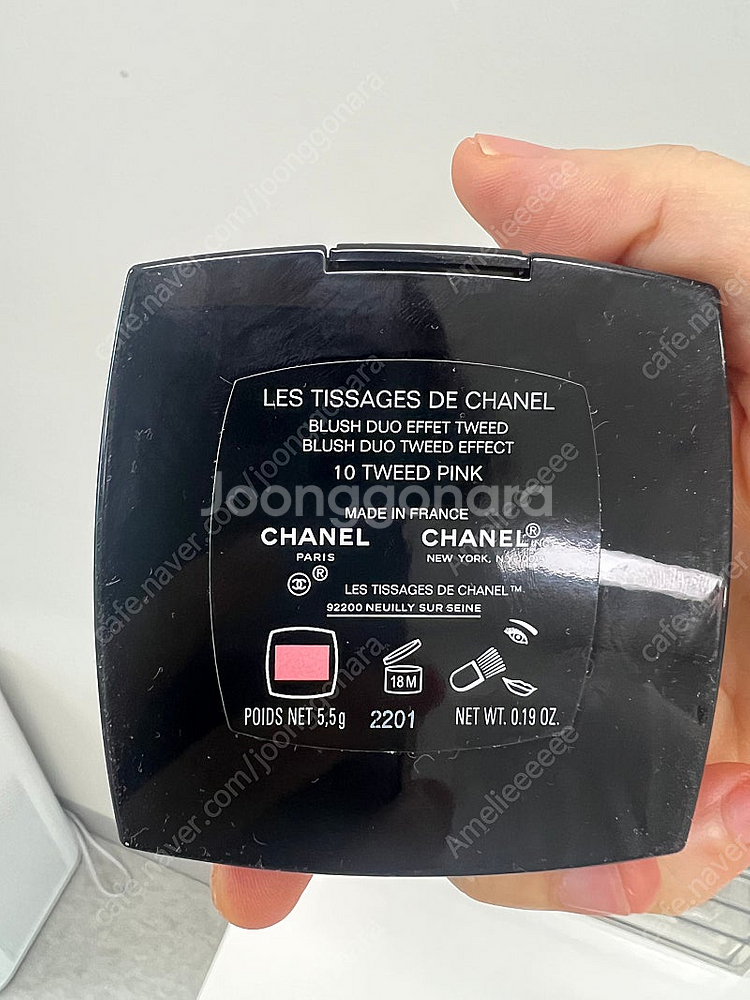 LES TISSAGES DE CHANEL
BLUSH DUO EFFET TWEED
BLUSH DUO TWEED EFFECT
10 TWEED PINK
Joonggonara
MADE IN FRANCE
CHANEL CHANEL®
PARIS NEW YORK,
®
LES TISSAGES DE CHANEL™
92200 NEUILLY SUR SEINE
18M
POIDS NET 5,5g 2201 NET WT. 0.19 OZ.
cafe.naver.com/joonggonara
Amelieeeeee